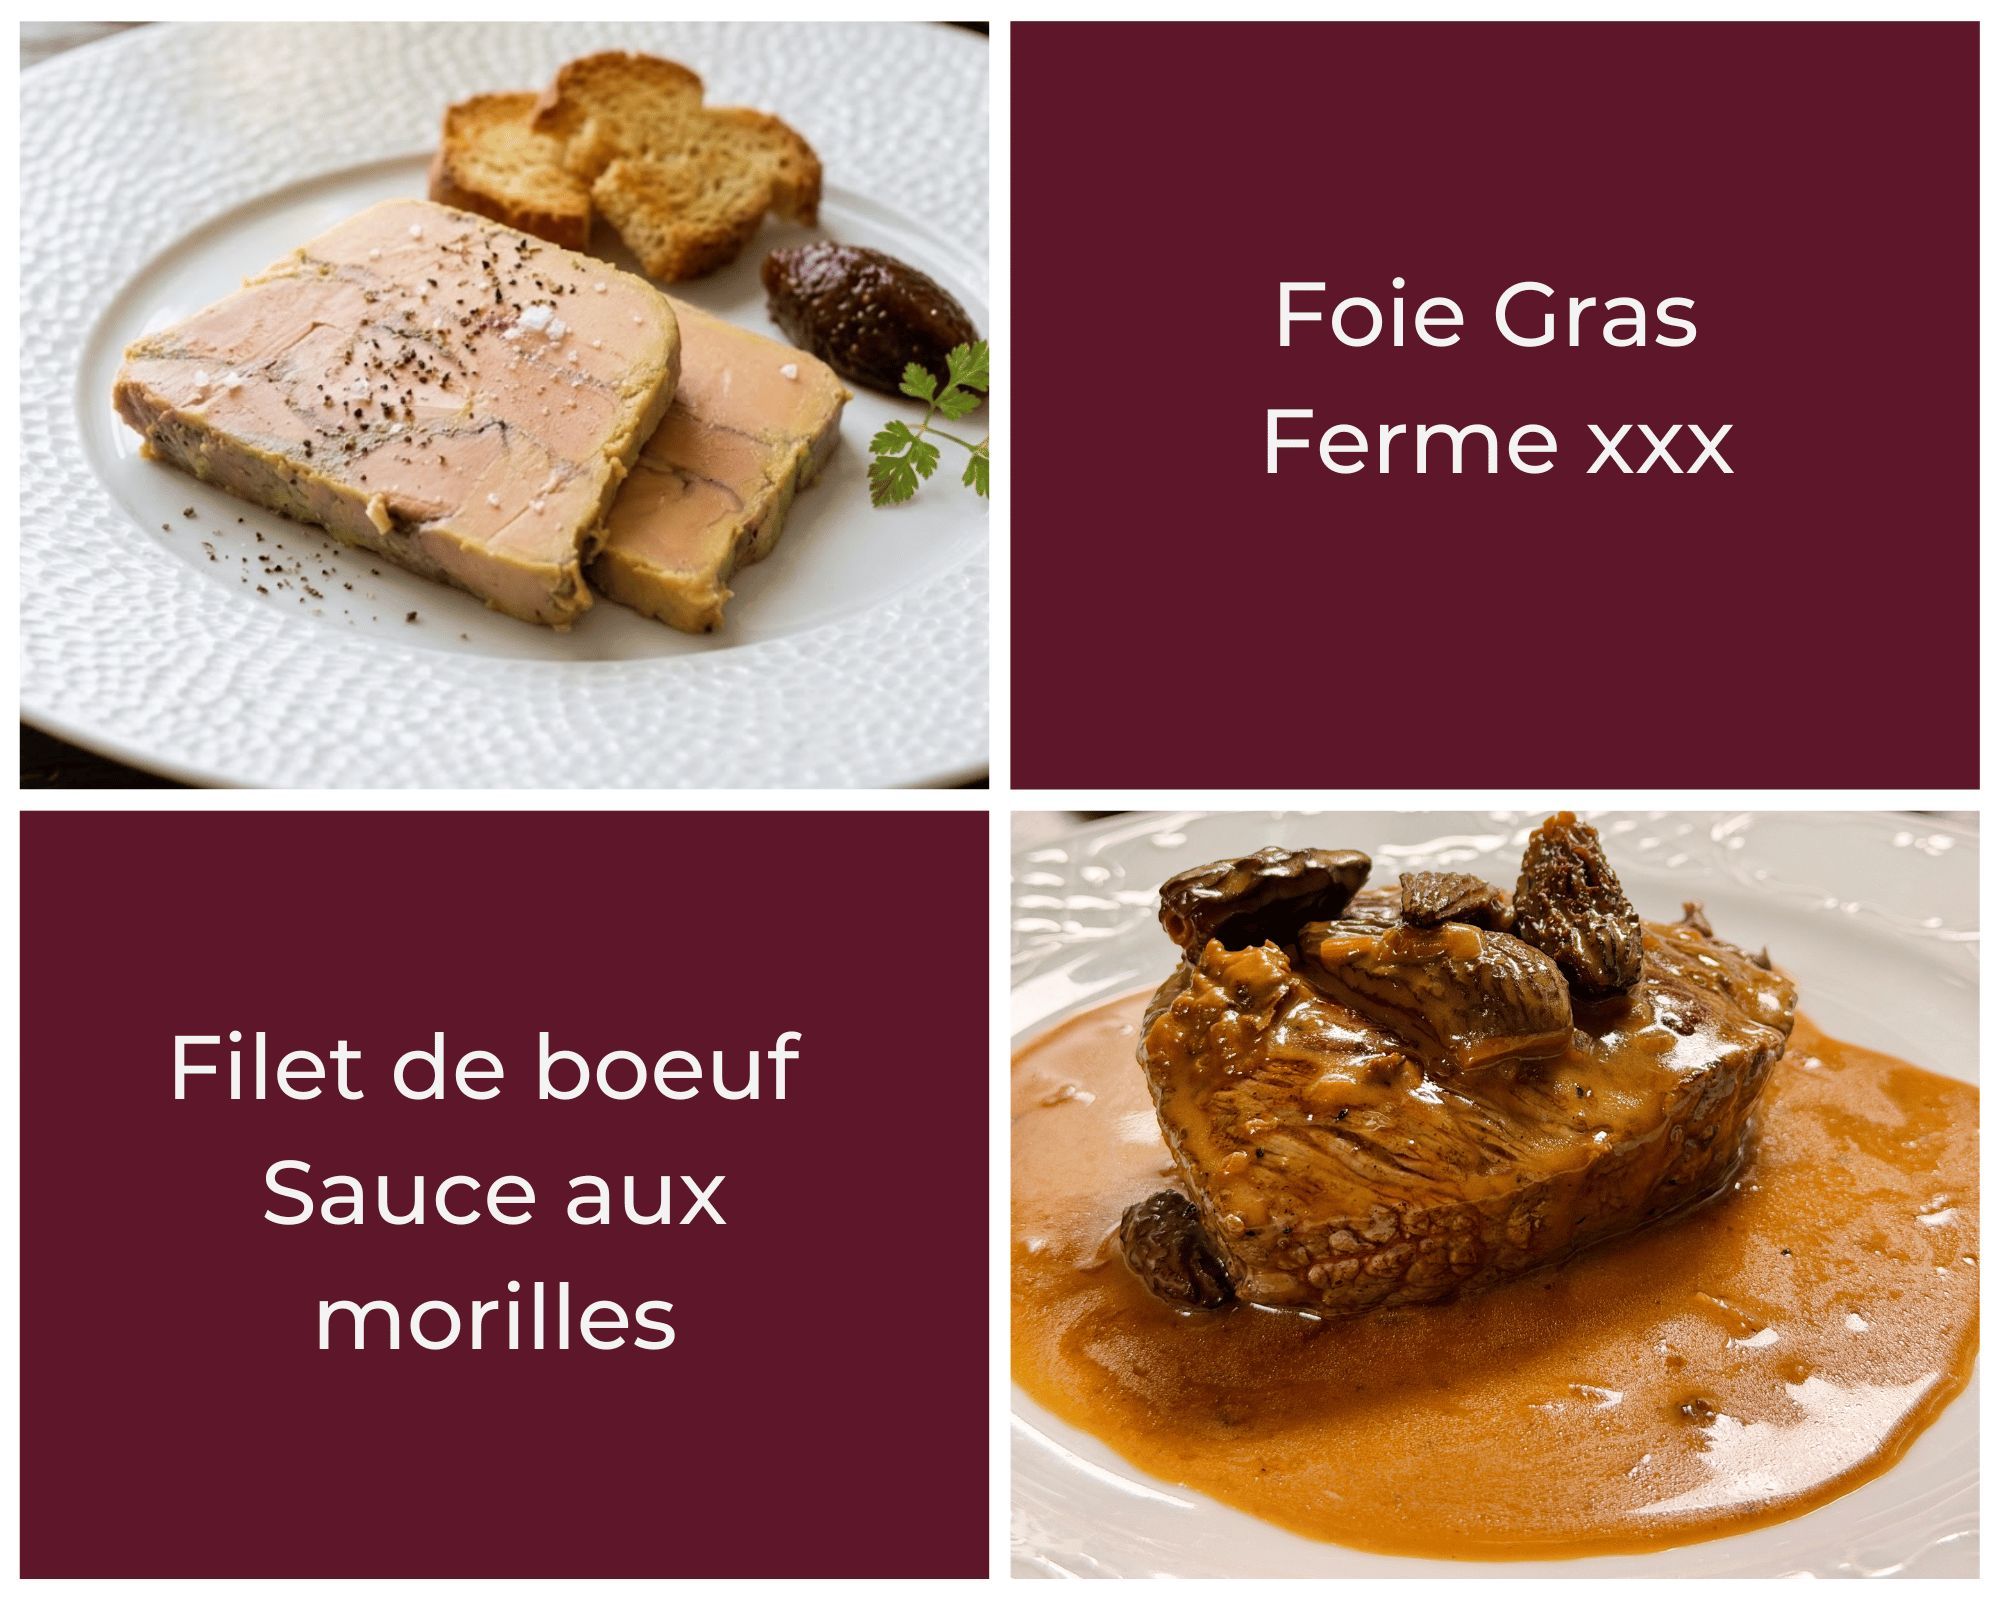 Foie Gras
Ferme xxx
Filet de boeuf
Sauce aux
morilles